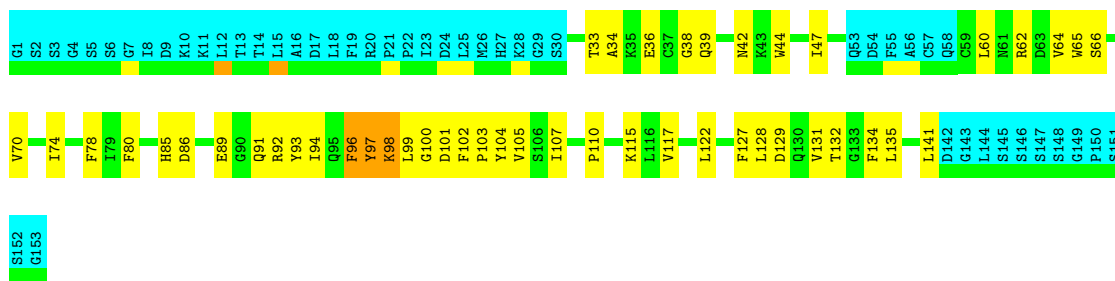 G1 S2 S3 G4 S5 S6 G7 I8 D9 K10 K11 L12 T13 T14 L15 A16 D17 L18 F19 R20 P21 P22 I23 D24 L25 M26 H27 K28 G29 S30 T33 A34 K35 E36 C37 G38 Q39 N42 K43 W44 I47 Q53 D54 F55 A56 C57 Q58 C59 L60 N61 R62 D63 V64 W65 S66
V70 I74 F78 I79 F80 H85 D86 E89 G90 Q91 R92 Y93 I94 Q95 F96 Y97 K98 L99 G100 D101 F102 P103 Y104 V105 S106 I107 P110 K115 L116 V117 L122 F127 L128 D129 Q130 V131 T132 G133 F134 L135 L141 D142 G143 L144 S145 S146 S147 S148 G149 P150 S151
S152 G153